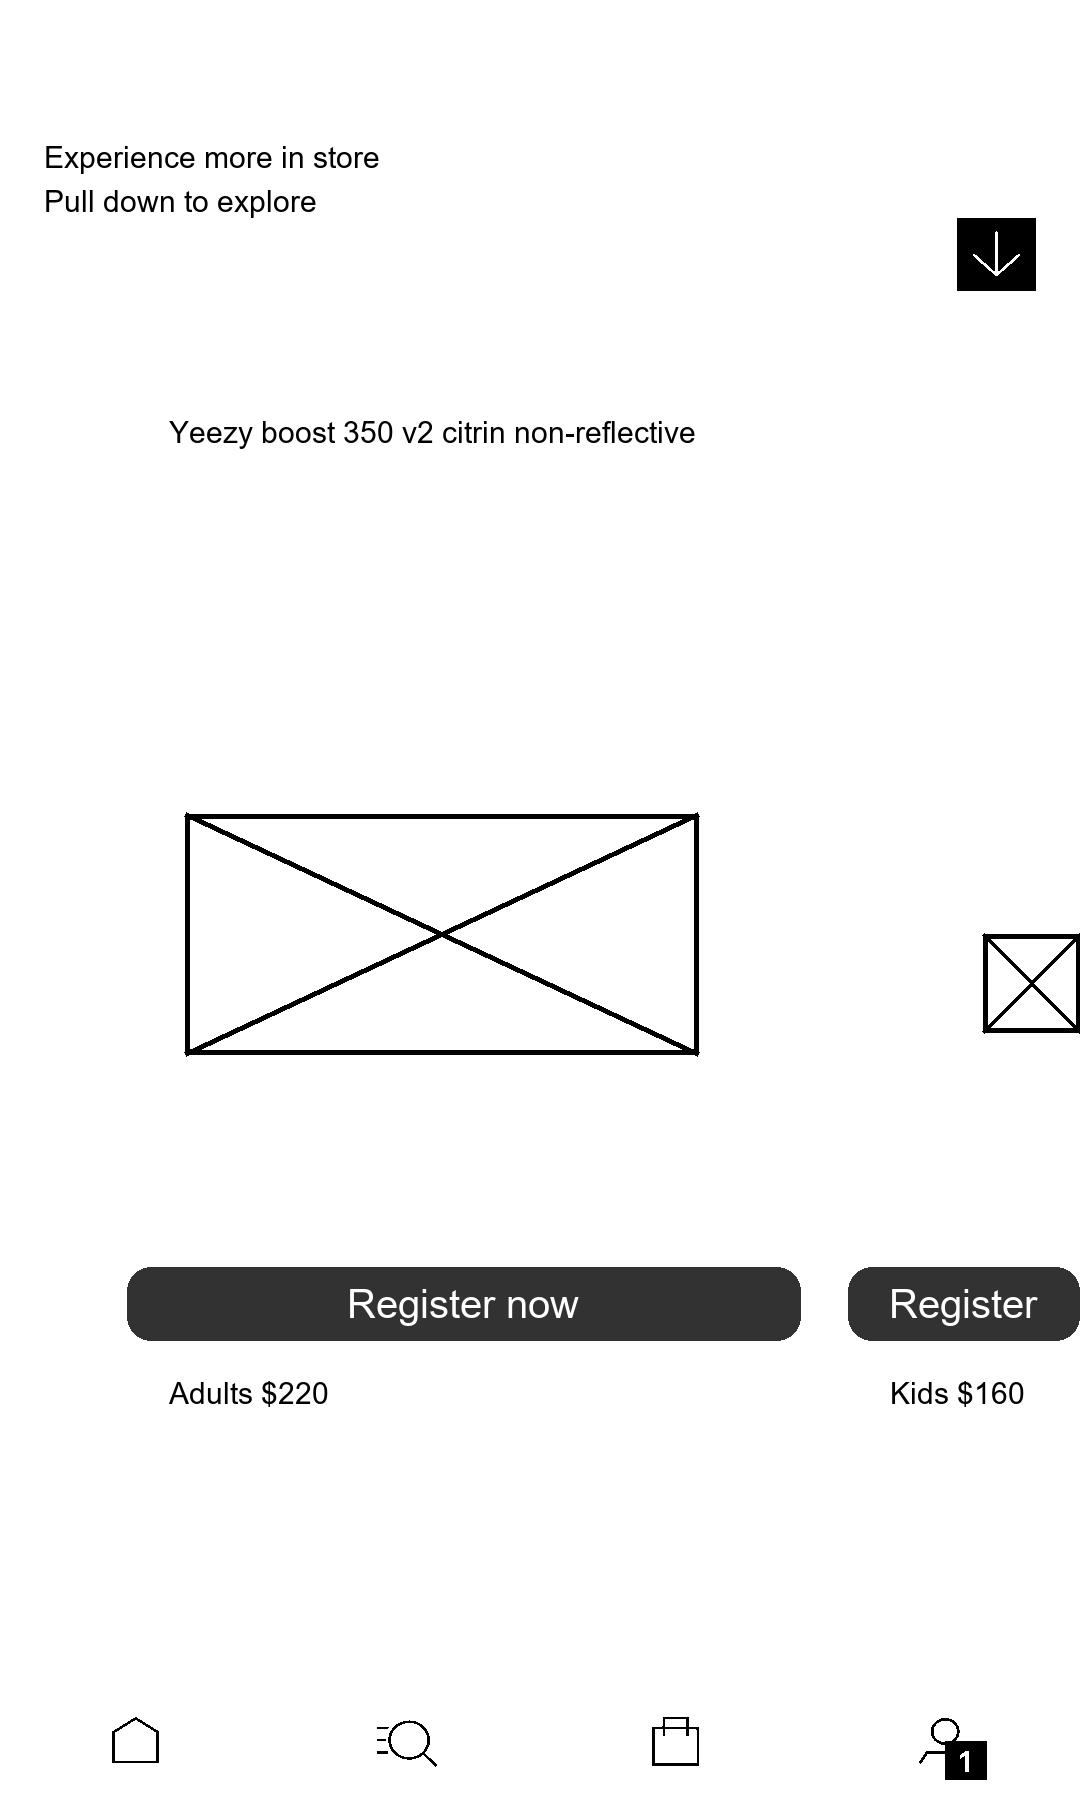 Experience more in store
Pull down to explore
Yeezy boost 350 v2 citrin non-reflective
Register now
Register
Adults $220
Kids $160
1